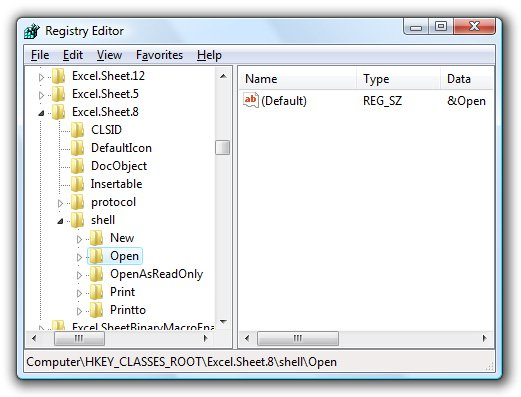 Registry Editor
File Edit View Favorites Help
Excel.Sheet.12
Excel.Sheet.5
Excel.Sheet.8
CLSID
DefaultIcon
DocObject
Insertable
protocol
shell
New
Open
OpenAsReadOnly
Print
Printto
Excel.SheetBinaryMacroEna
Name Type Data
ab (Default) REG_SZ &Open
Computer\HKEY_CLASSES_ROOT\Excel.Sheet.8\shell\Open